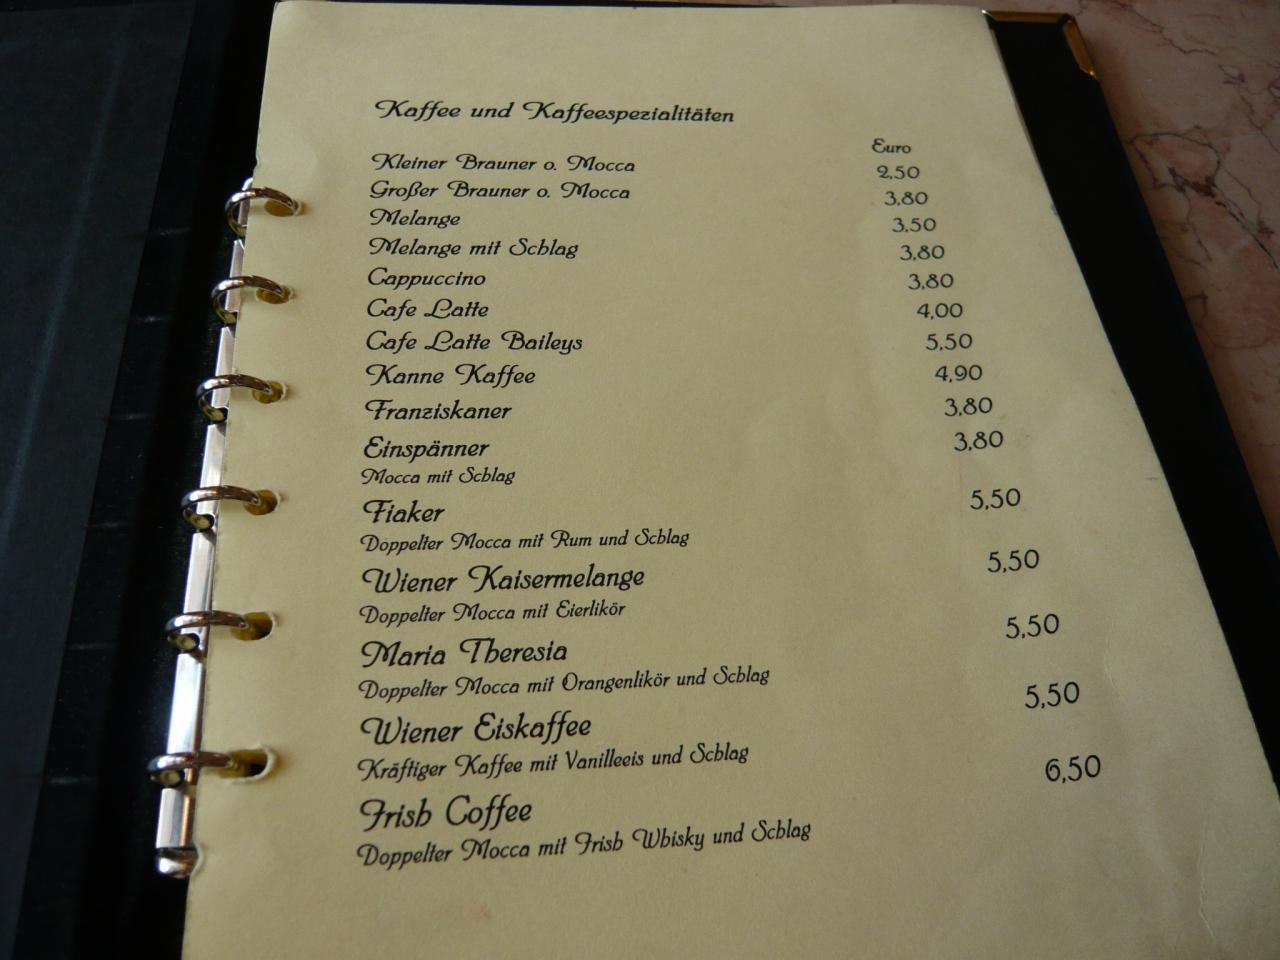 Kaffee und Kaffeespezialitäten
Euro
Kleiner Brauner o. Mocca 2,50
Großer Brauner o. Mocca 3,80
Melange 3,50
Melange mit Schlag 3,80
Cappuccino 3,80
Cafe Latte 4,00
Cafe Latte Baileys 5,50
Kanne Kaffee 4,90
Franziskaner 3,80
Einspänner 3,80
Mocca mit Schlag
Fiaker 5,50
Doppelter Mocca mit Rum und Schlag
Wiener Kaisermelange 5,50
Doppelter Mocca mit Eierlikör
Maria Theresia 5,50
Doppelter Mocca mit Orangenlikör und Schlag
Wiener Eiskaffee 5,50
Kräftiger Kaffee mit Vanilleeis und Schlag
Irish Coffee 6,50
Doppelter Mocca mit Irish Whisky und Schlag